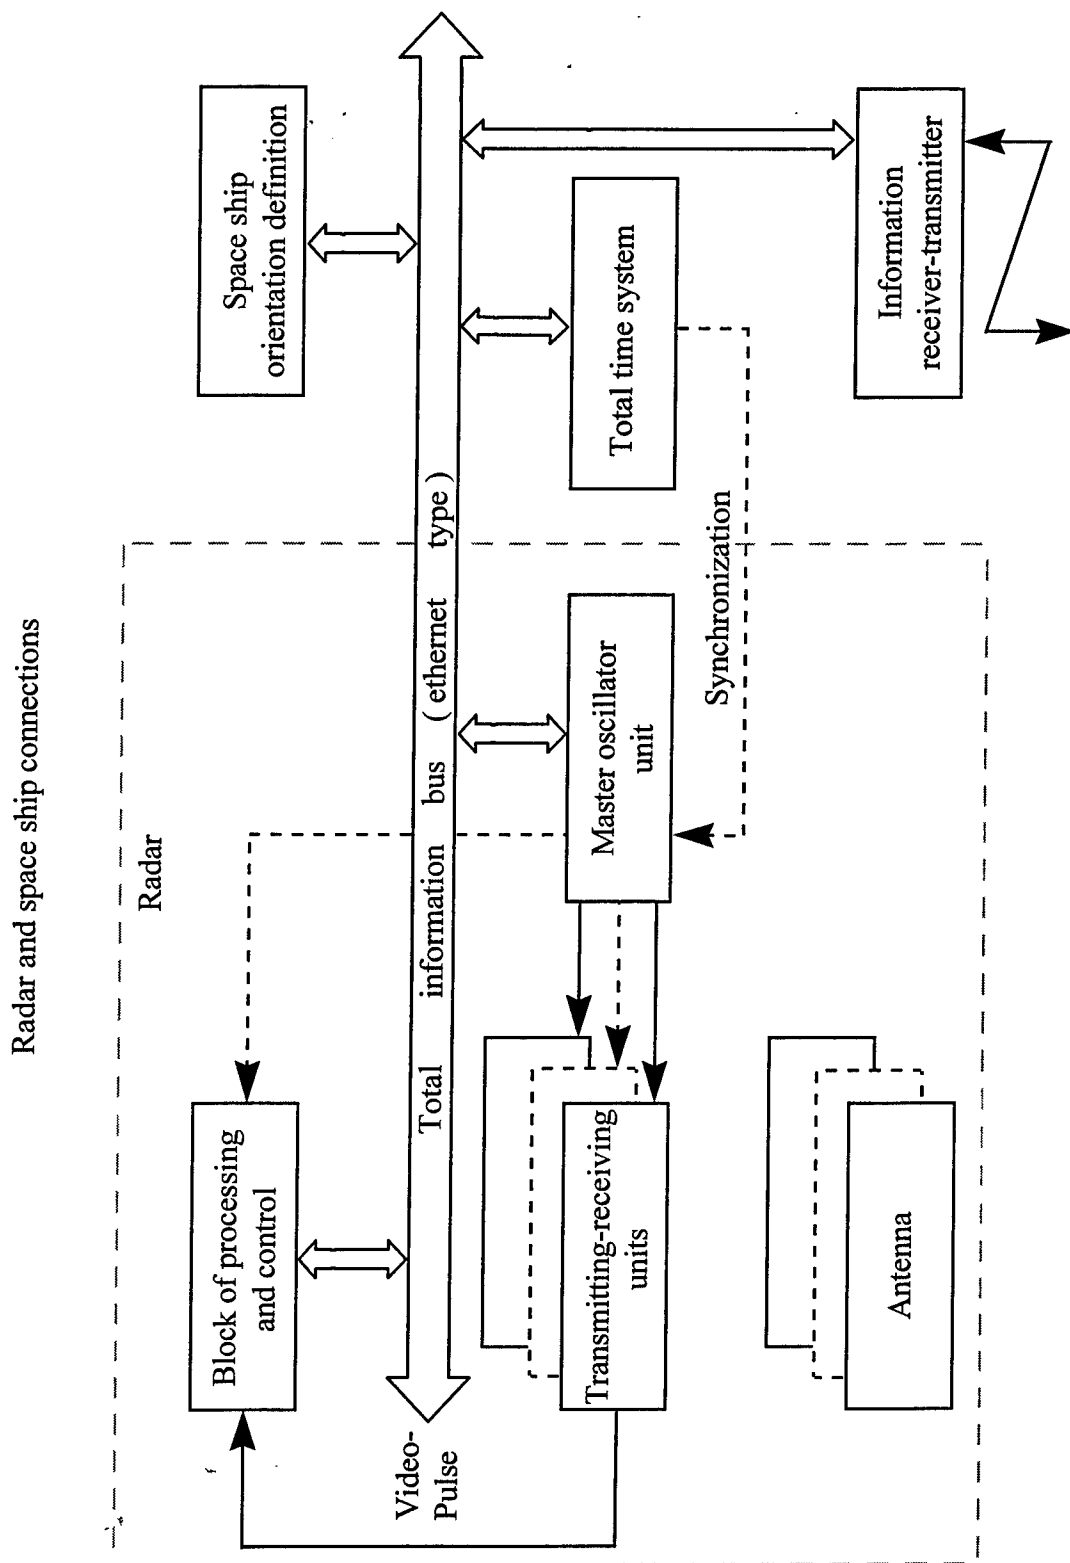 Radar and space ship connections
Radar
Block of processing
and control
Space ship
orientation definition
Video-
Pulse
Total information bus ( ethernet type )
Transmitting-receiving
units
Master oscillator
unit
Total time system
Synchronization
Antenna
Information
receiver-transmitter